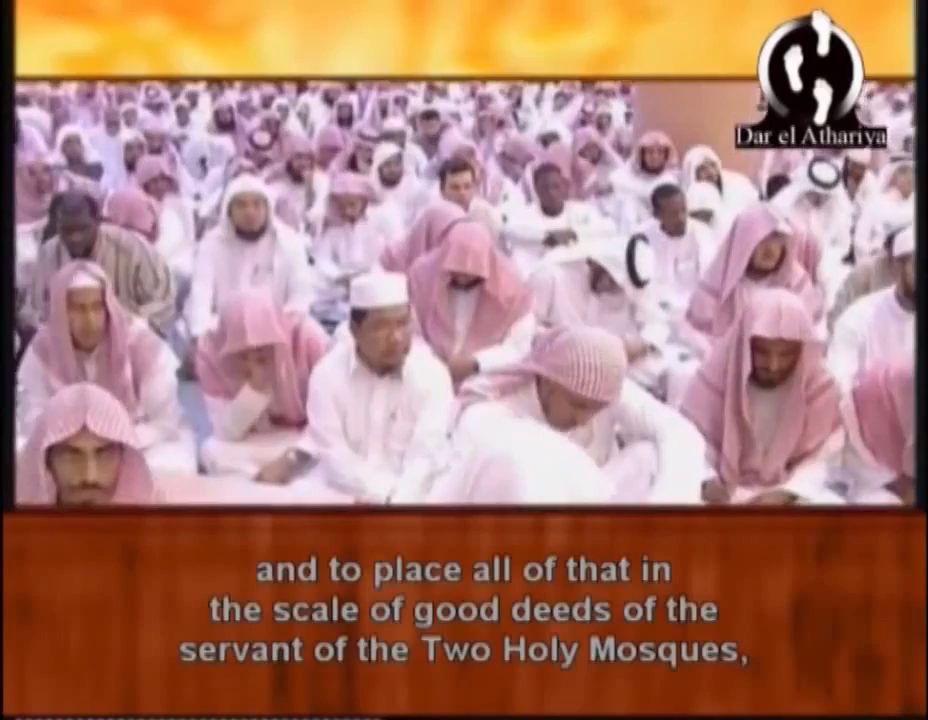 Dar el Athariya
and to place all of that in
the scale of good deeds of the
servant of the Two Holy Mosques,